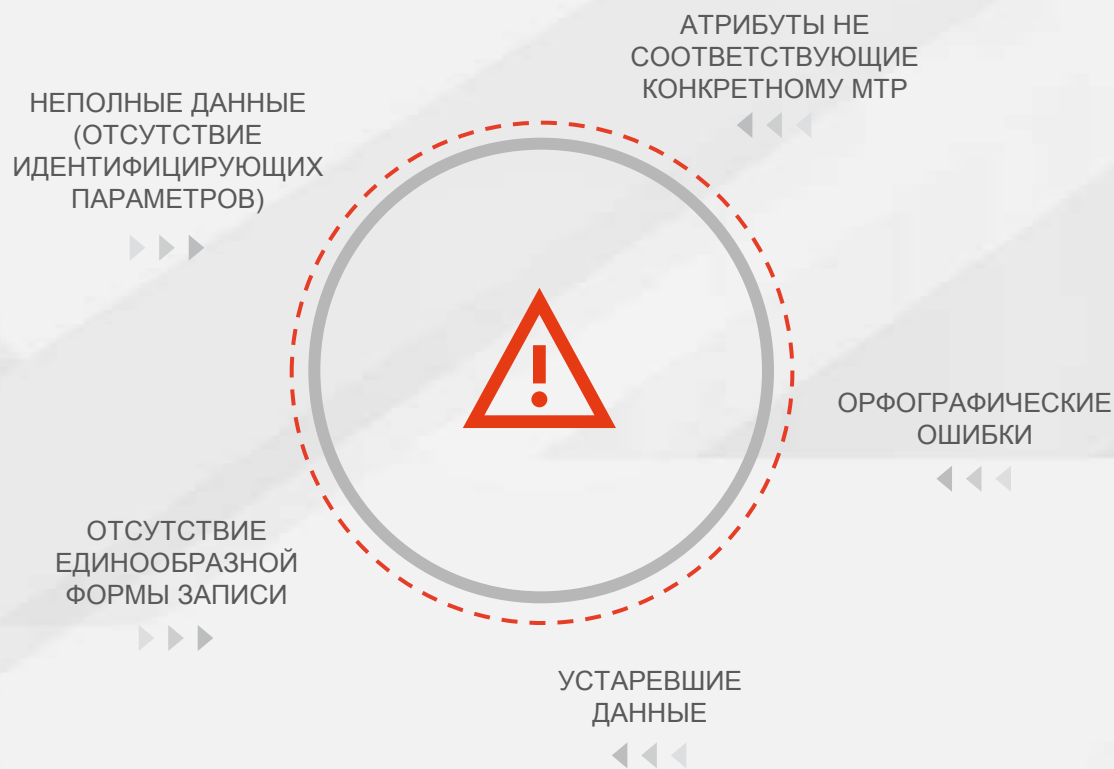 АТРИБУТЫ НЕ
СООТВЕТСТВУЮЩИЕ
КОНКРЕТНОМУ МТР
НЕПОЛНЫЕ ДАННЫЕ
(ОТСУТСТВИЕ
ИДЕНТИФИЦИРУЮЩИХ
ПАРАМЕТРОВ)
ОРФОГРАФИЧЕСКИЕ
ОШИБКИ
ОТСУТСТВИЕ
ЕДИНООБРАЗНОЙ
ФОРМЫ ЗАПИСИ
УСТАРЕВШИЕ
ДАННЫЕ